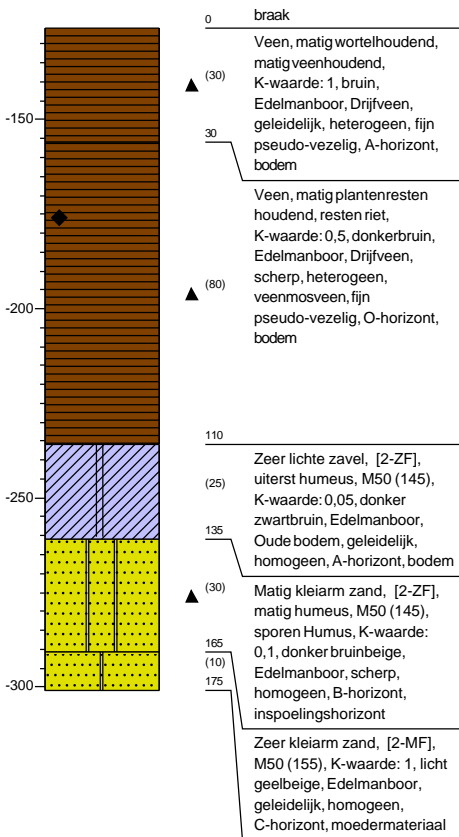 0 braak
Veen, matig wortelhoudend,
matig veenhoudend,
(30) K-waarde: 1, bruin,
Edelmanboor, Drijfveen,
-150 geleidelijk, heterogeen, fijn
30 pseudo-vezelig, A-horizont,
bodem
Veen, matig plantenresten
houdend, resten riet,
K-waarde: 0,5, donkerbruin,
Edelmanboor, Drijfveen,
scherp, heterogeen,
(80) veenmosveen, fijn
-200 pseudo-vezelig, O-horizont,
bodem
110
Zeer lichte zavel, [2-ZF],
(25) uiterst humeus, M50 (145),
-250 K-waarde: 0,05, donker
zwartbruin, Edelmanboor,
135 Oude bodem, geleidelijk,
homogeen, A-horizont, bodem
(30) Matig kleiarm zand, [2-ZF],
matig humeus, M50 (145),
sporen Humus, K-waarde:
165 0,1, donker bruinbeige,
(10) Edelmanboor, scherp,
-300 175 homogeen, B-horizont,
inspoelingshorizont
Zeer kleiarm zand, [2-MF],
M50 (155), K-waarde: 1, licht
geelbeige, Edelmanboor,
geleidelijk, homogeen,
C-horizont, moedermateriaal